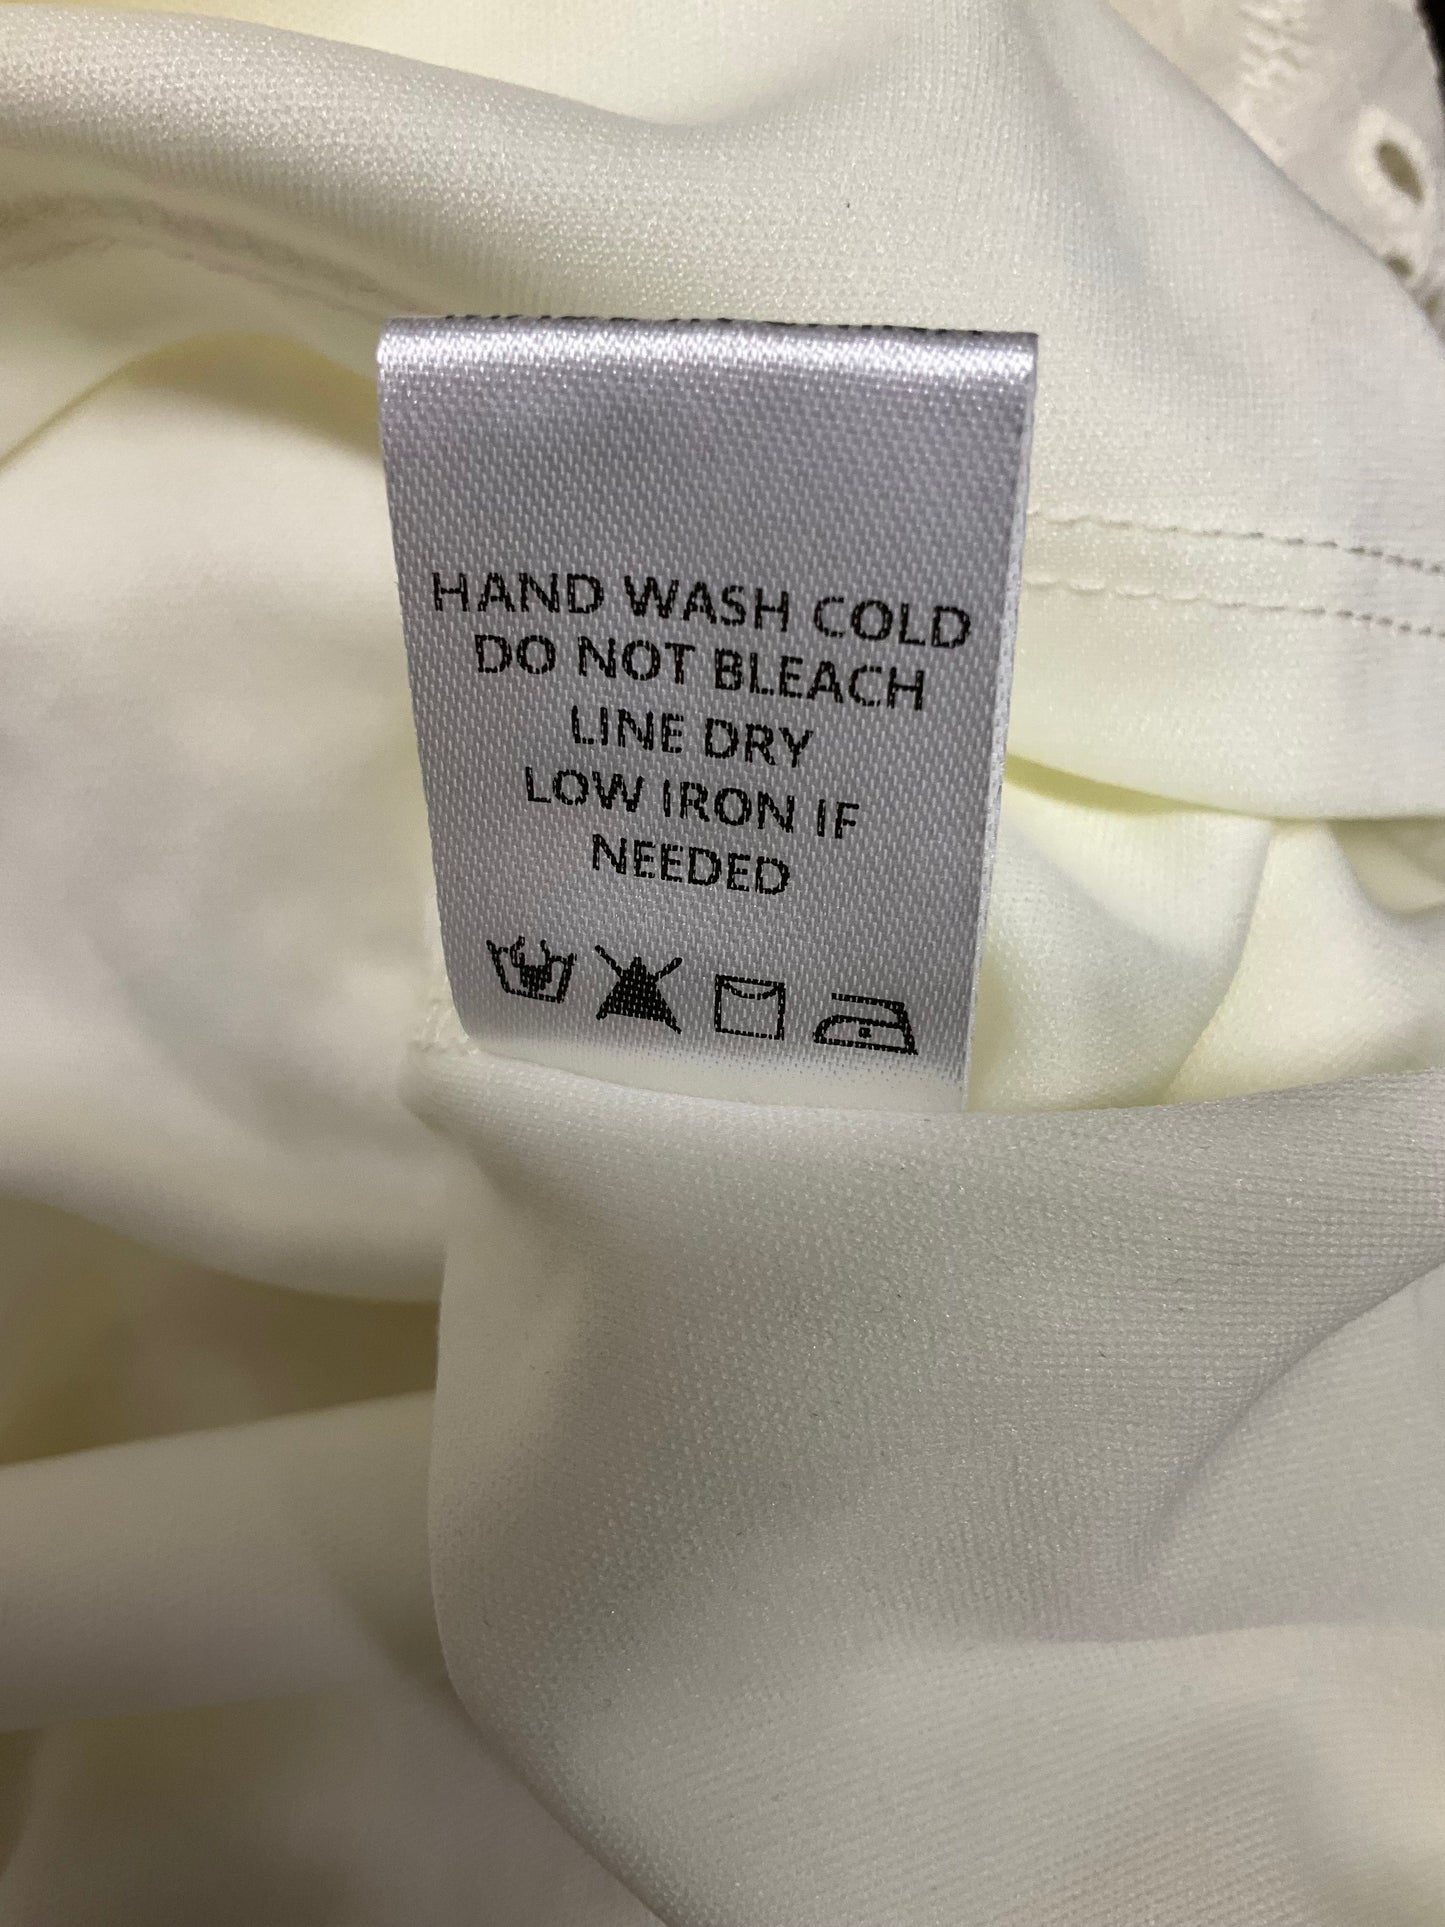 HAND WASH COLD
DO NOT BLEACH
LINE DRY
LOW IRON IF
NEEDED